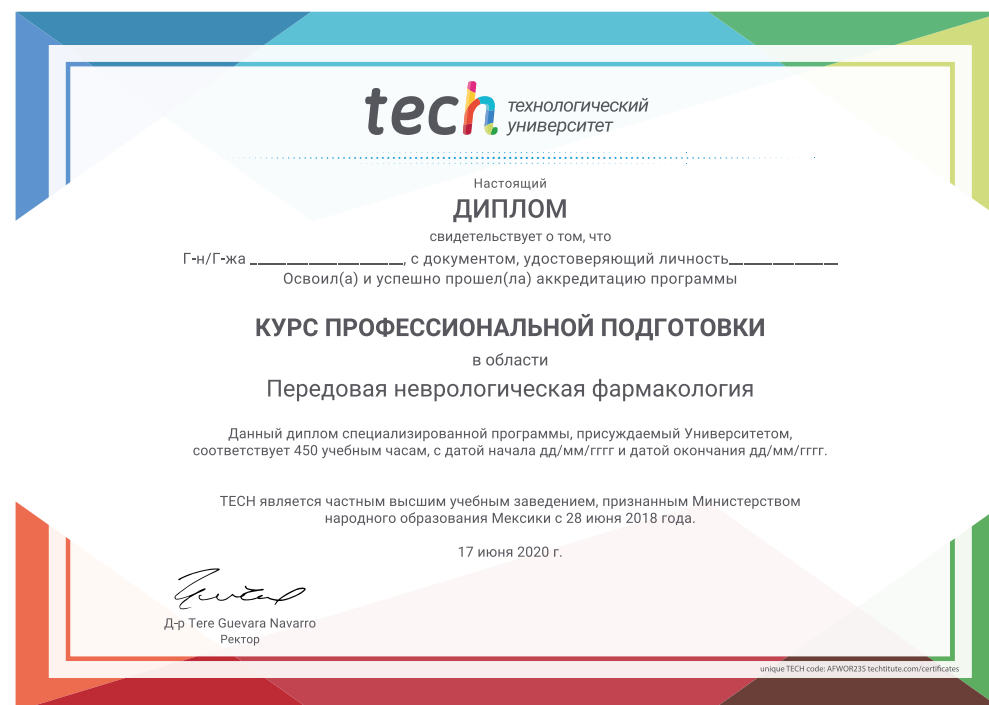 tech технологический
университет
Настоящий
ДИПЛОМ
свидетельствует о том, что
Г-н/Г-жа ________________, с документом, удостоверяющий личность____________
Освоил(а) и успешно прошел(ла) аккредитацию программы
КУРС ПРОФЕССИОНАЛЬНОЙ ПОДГОТОВКИ
в области
Передовая неврологическая фармакология
Данный диплом специализированной программы, присуждаемый Университетом,
соответствует 450 учебным часам, с датой начала дд/мм/гггг и датой окончания дд/мм/гггг.
TECH является частным высшим учебным заведением, признанным Министерством
народного образования Мексики с 28 июня 2018 года.
17 июня 2020 г.
Д-р Tere Guevara Navarro
Ректор
unique TECH code: AFWOR23S techtitute.com/certificates